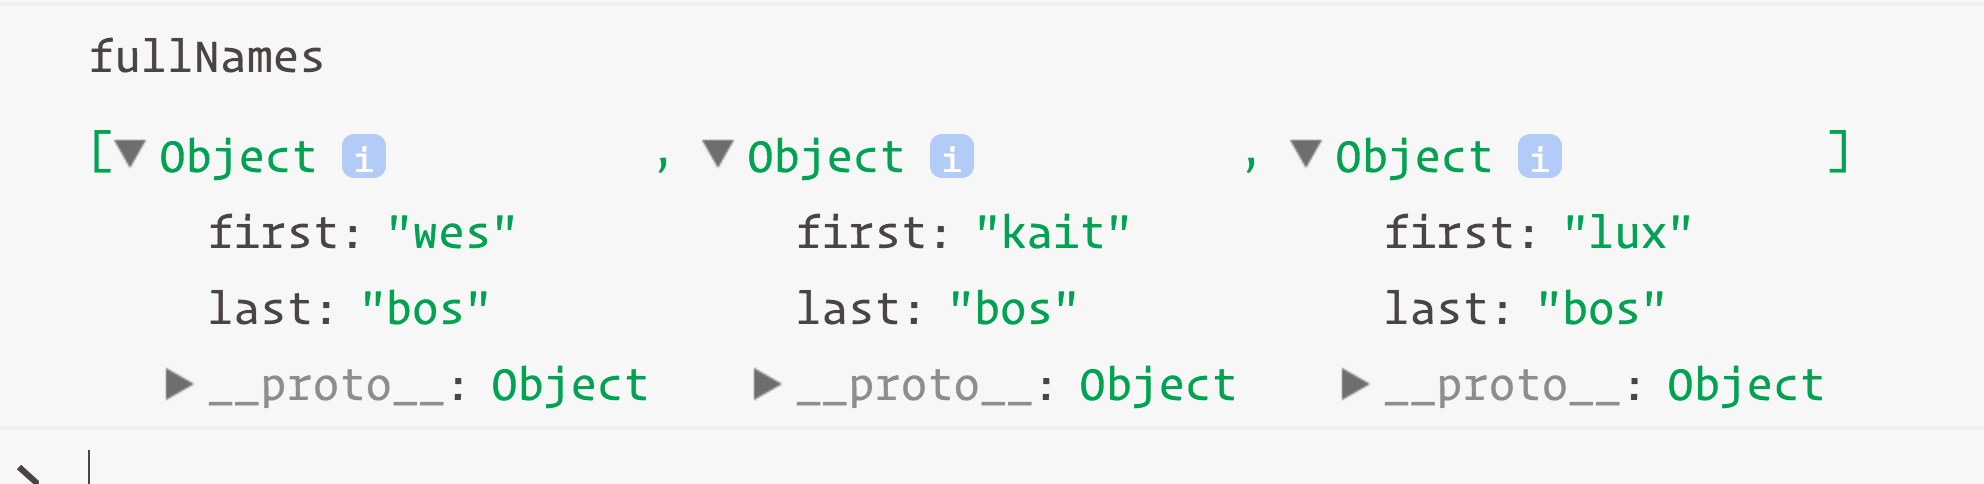 fullNames
[▼Object i , ▼Object i , ▼Object i ]
first: "wes" first: "kait" first: "lux"
last: "bos" last: "bos" last: "bos"
▶__proto__: Object ▶__proto__: Object ▶__proto__: Object
>